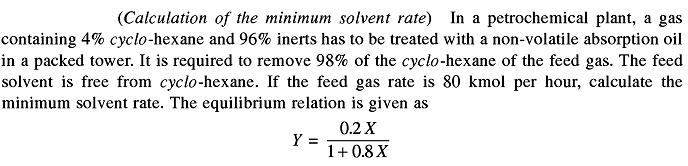 (Calculation of the minimum solvent rate) In a petrochemical plant, a gas
containing 4% cyclo-hexane and 96% inerts has to be treated with a non-volatile absorption oil
in a packed tower. It is required to remove 98% of the cyclo-hexane of the feed gas. The feed
solvent is free from cyclo-hexane. If the feed gas rate is 80 kmol per hour, calculate the
minimum solvent rate. The equilibrium relation is given as
Y = 0.2 X / 1 + 0.8 X